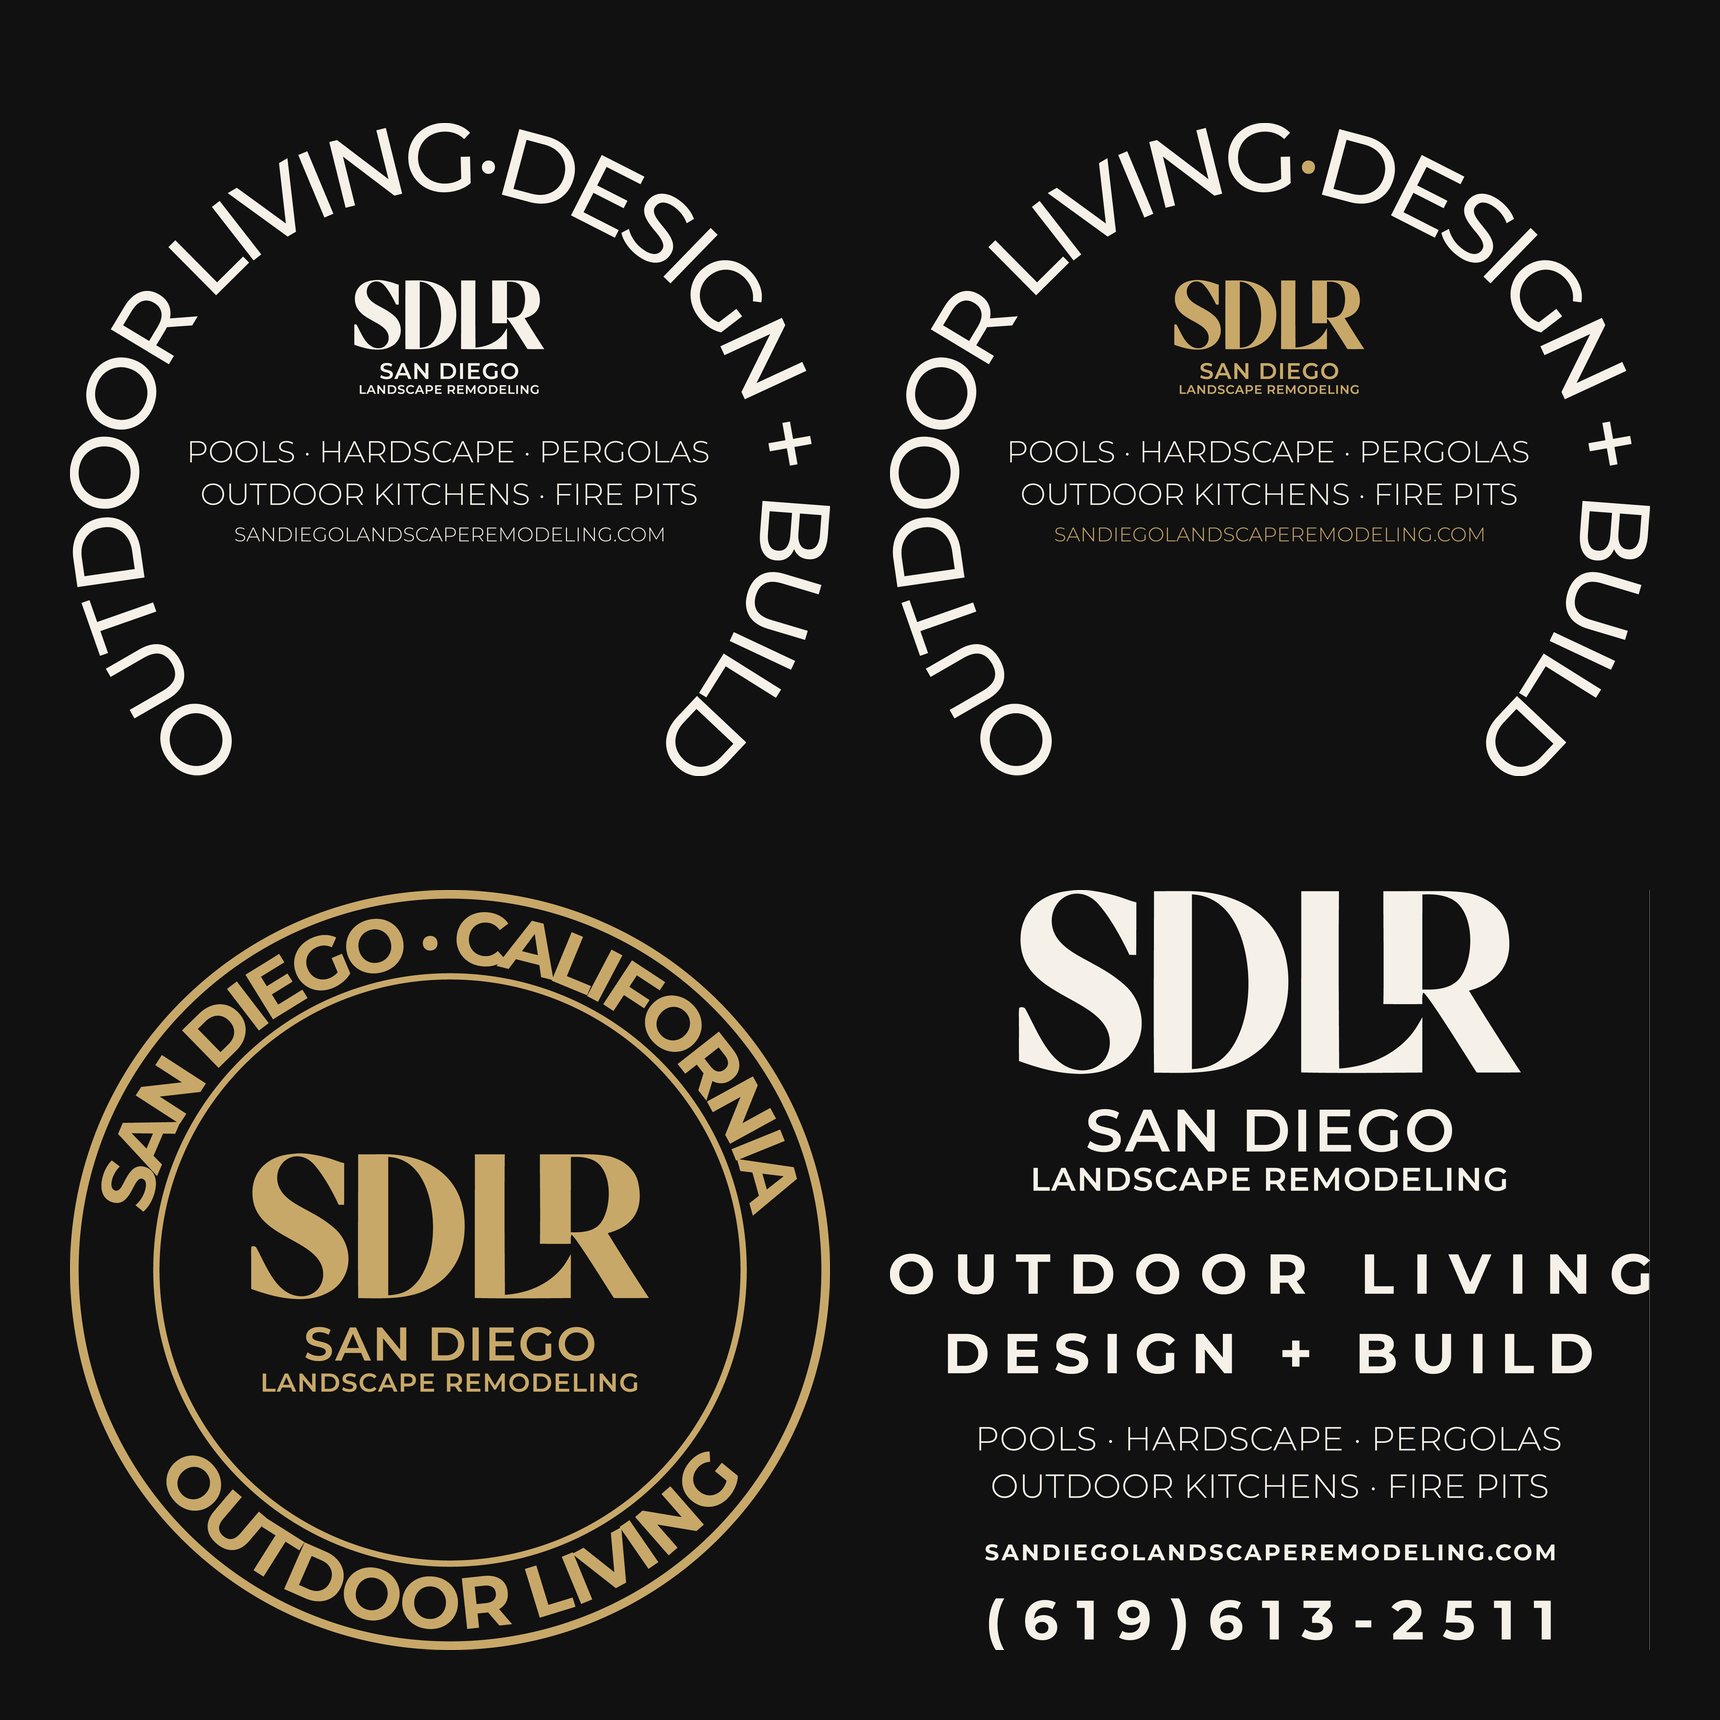 OUTDOOR LIVING·DESIGN + BUILD
SDLR
SAN DIEGO
LANDSCAPE REMODELING
POOLS · HARDSCAPE · PERGOLAS
OUTDOOR KITCHENS · FIRE PITS
SANDIEGOLANDSCAPEREMODELING.COM
OUTDOOR LIVING·DESIGN + BUILD
SDLR
SAN DIEGO
LANDSCAPE REMODELING
POOLS · HARDSCAPE · PERGOLAS
OUTDOOR KITCHENS · FIRE PITS
SANDIEGOLANDSCAPEREMODELING.COM
SAN DIEGO · CALIFORNIA
SDLR
SAN DIEGO
LANDSCAPE REMODELING
OUTDOOR LIVING
SDLR
SAN DIEGO
LANDSCAPE REMODELING
OUTDOOR LIVING
DESIGN + BUILD
POOLS · HARDSCAPE · PERGOLAS
OUTDOOR KITCHENS · FIRE PITS
SANDIEGOLANDSCAPEREMODELING.COM
(619)613-2511